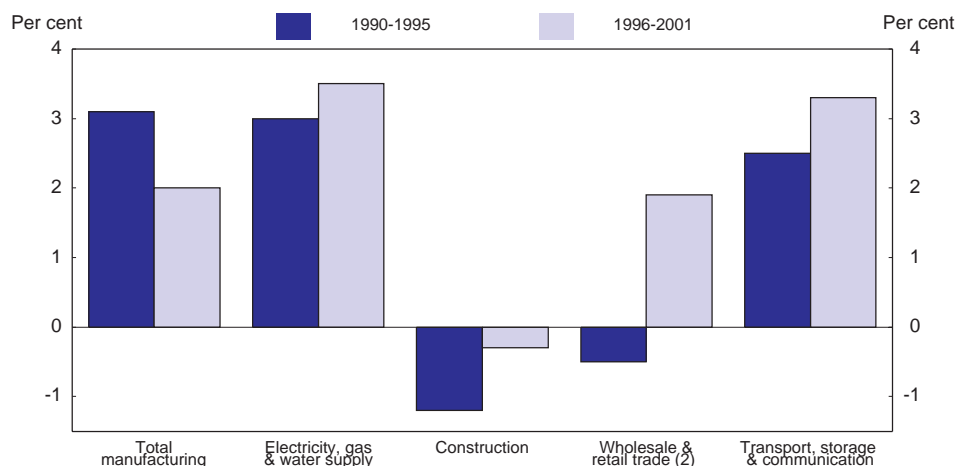 Per cent
1990-1995
1996-2001
Per cent
4
4
3
3
2
2
1
1
0
0
-1
-1
Total
manufacturing
Electricity, gas
& water supply
Construction
Wholesale &
retail trade (2)
Transport, storage
& communication